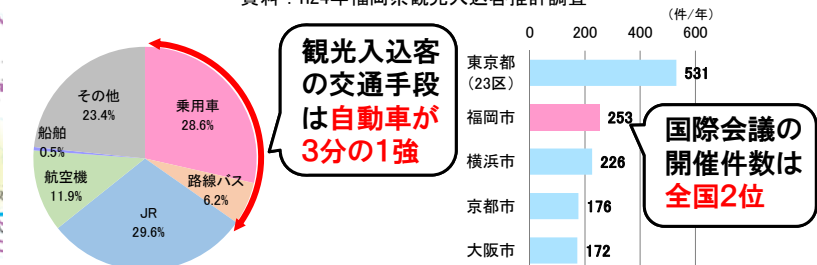 資料：h24年福岡県観光入込客推計調査
その他
23.4%
船舶
0.5%
航空機
11.9%
JR
29.6%
乗用車
28.6%
路線バス
6.2%
観光入込客
の交通手段
は自動車が
3分の1強
(件/年)
0 200 400 600
東京都
(23区)
531
福岡市
253
横浜市
226
京都市
176
大阪市
172
国際会議の
開催件数は
全国2位